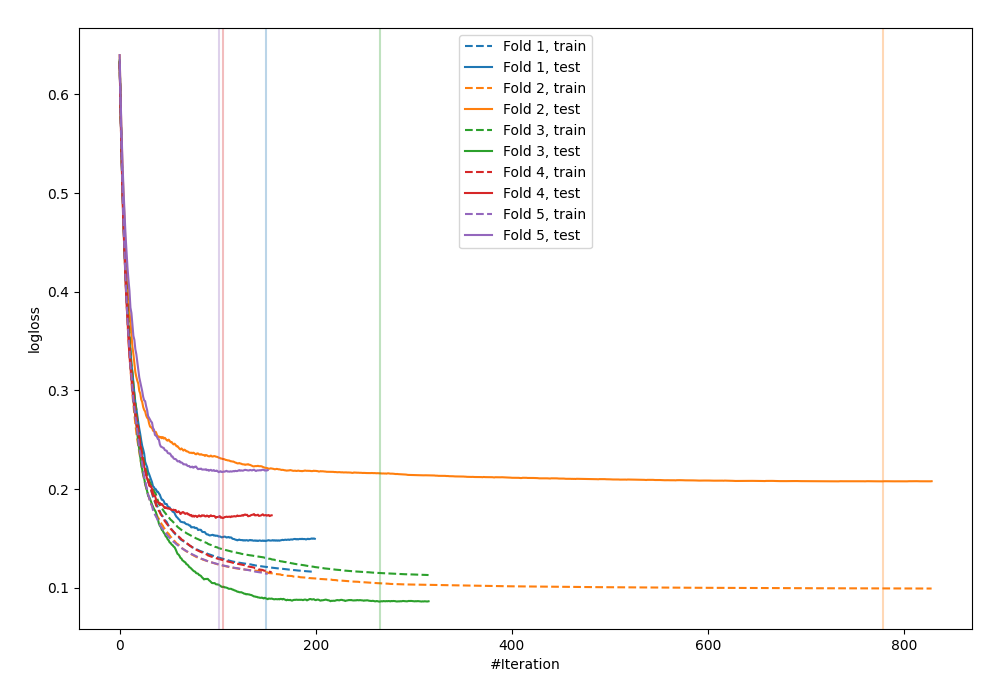 Fold 1, train
Fold 1, test
Fold 2, train
Fold 2, test
Fold 3, train
Fold 3, test
Fold 4, train
Fold 4, test
Fold 5, train
Fold 5, test
0.6
0.5
0.4
0.3
0.2
0.1
logloss
0 200 400 600 800
#Iteration